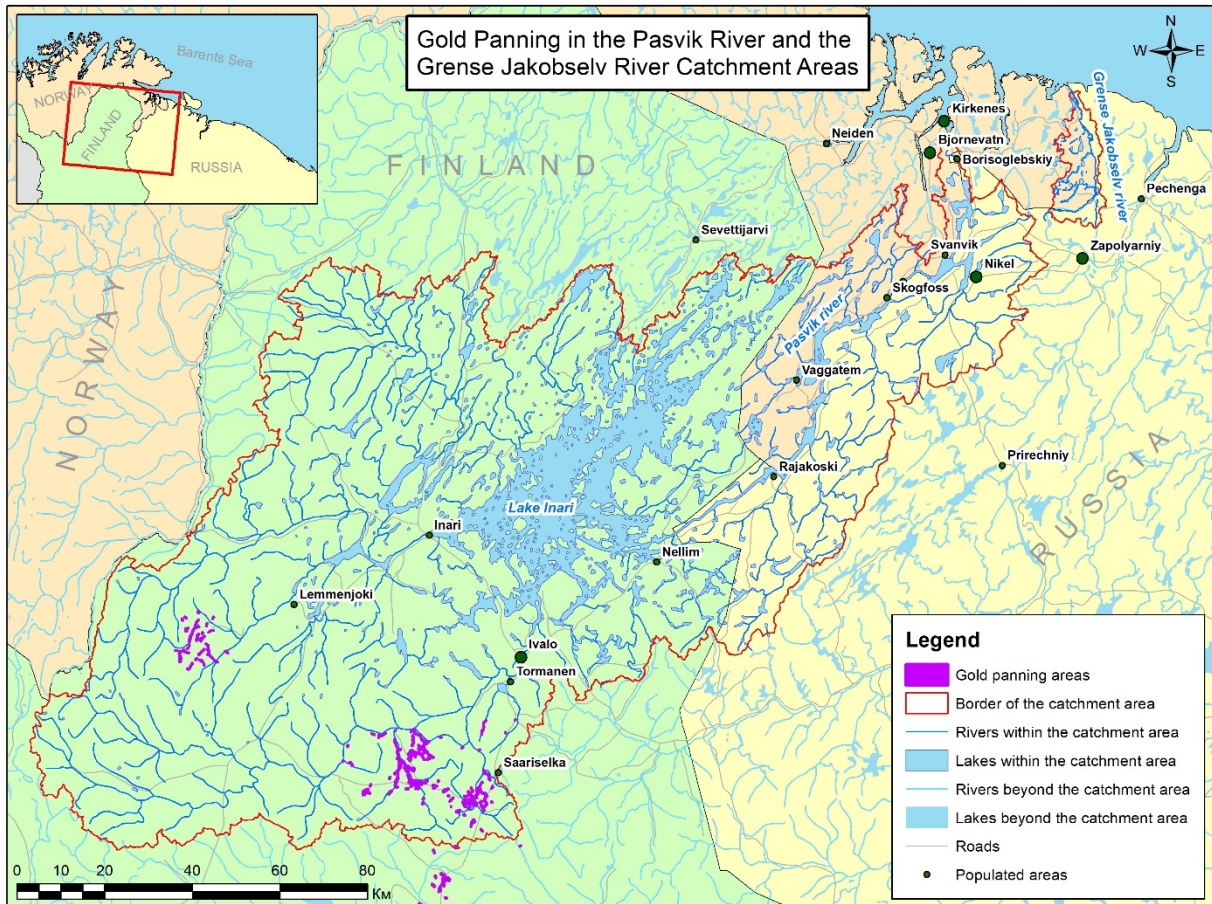 Gold Panning in the Pasvik River and the
Grense Jakobselv River Catchment Areas
Barents Sea
NORWAY
FINLAND
RUSSIA
N
W
E
S
FINLAND
NORWAY
RUSSIA
Kirkenes
Bjornevatn
Borisoglebskiy
Neiden
Grense Jakobselv river
Pechenga
Sevettijarvi
Svanvik
Zapolyarniy
Nikel
Skogfoss
Pasvik river
Vaggatem
Rajakoski
Prirechniy
Lake Inari
Inari
Nellim
Lemmenjoki
Ivalo
Tormanen
Saariselka
Legend
Gold panning areas
Border of the catchment area
Rivers within the catchment area
Lakes within the catchment area
Rivers beyond the catchment area
Lakes beyond the catchment area
Roads
Populated areas
0 10 20 40 60 80
Км